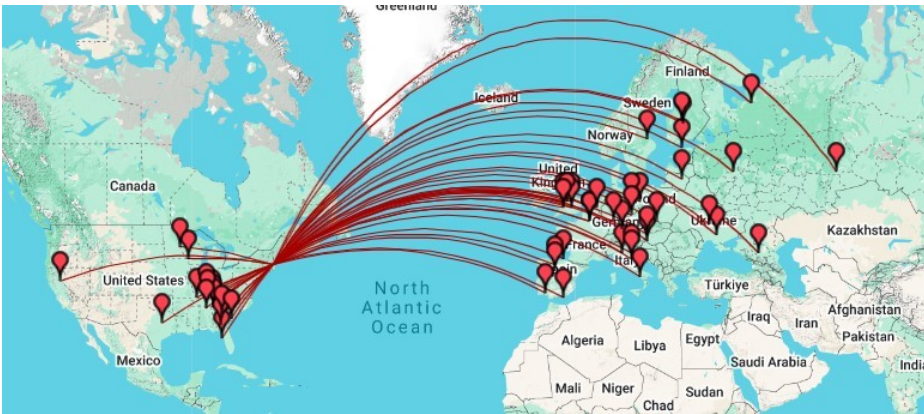 Greenland
Finland
Iceland
Sweden
Norway
Canada
United
Kazakhstan
France
United States
Türkiye
North
Atlantic
Ocean
Iraq
Iran
Afghanistan
Mexico
Algeria
Libya
Egypt
Pakistan
Saudi Arabia
Mali
Niger
Sudan
Chad